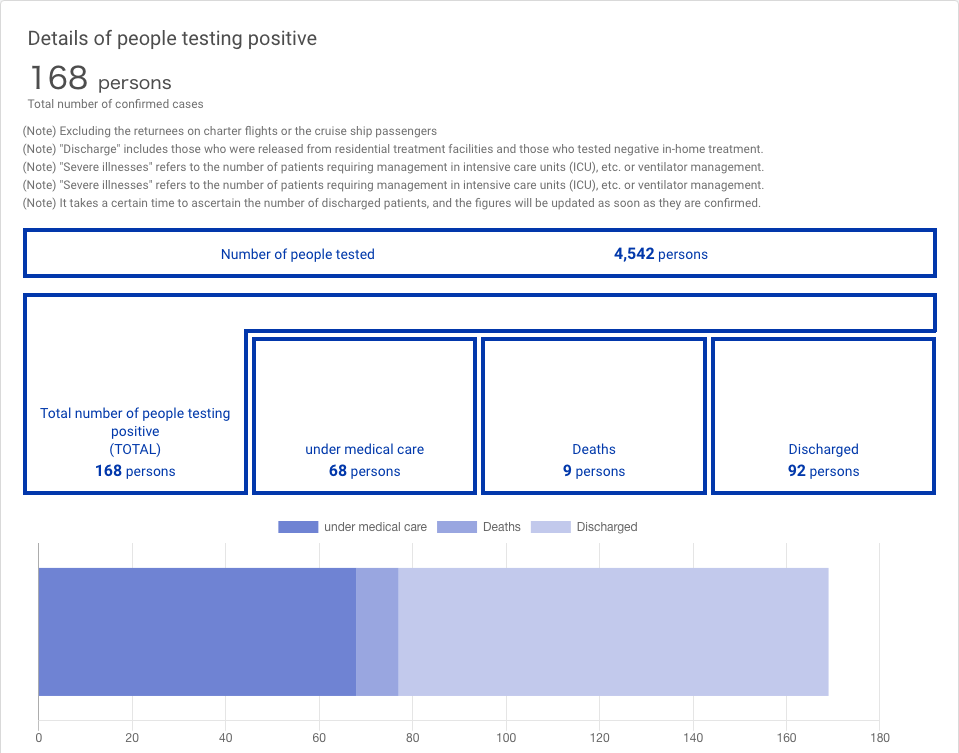 Details of people testing positive
168 persons
Total number of confirmed cases
(Note) Excluding the returnees on charter flights or the cruise ship passengers
(Note) "Discharge" includes those who were released from residential treatment facilities and those who tested negative in-home treatment.
(Note) "Severe illnesses" refers to the number of patients requiring management in intensive care units (ICU), etc. or ventilator management.
(Note) "Severe illnesses" refers to the number of patients requiring management in intensive care units (ICU), etc. or ventilator management.
(Note) It takes a certain time to ascertain the number of discharged patients, and the figures will be updated as soon as they are confirmed.
Number of people tested 4,542 persons
Total number of people testing
positive
(TOTAL)
168 persons
under medical care
68 persons
Deaths
9 persons
Discharged
92 persons
under medical care Deaths Discharged
0 20 40 60 80 100 120 140 160 180